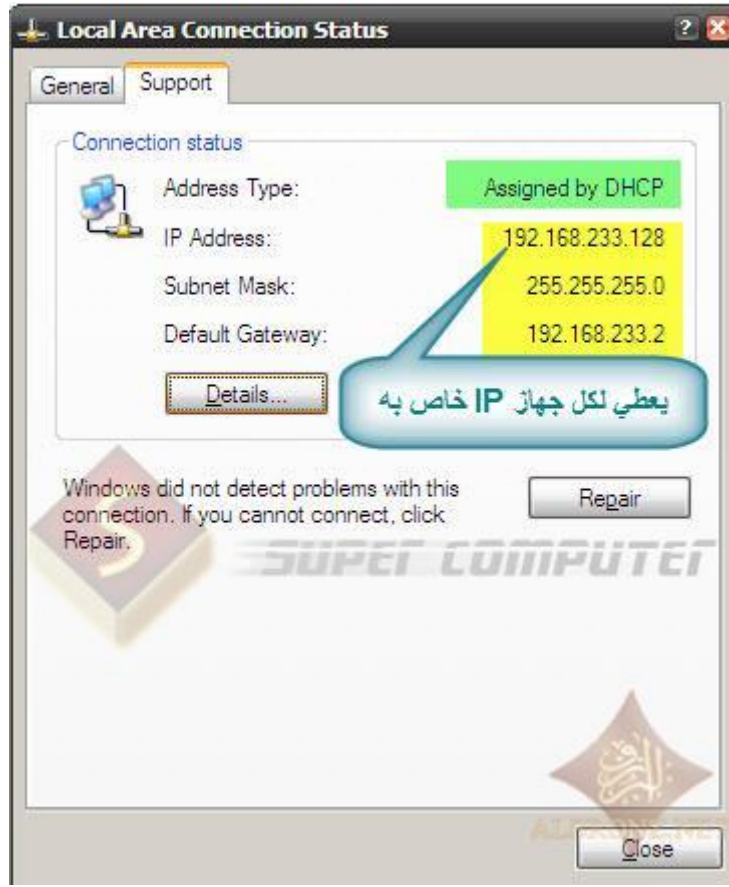 Local Area Connection Status
General Support
Connection status
Address Type: Assigned by DHCP
IP Address: 192.168.233.128
Subnet Mask: 255.255.255.0
Default Gateway: 192.168.233.2
Details...
يعطي لكل جهاز IP خاص به
Windows did not detect problems with this
connection. If you cannot connect, click
Repair.
Repair
SUPER COMPUTER
Close